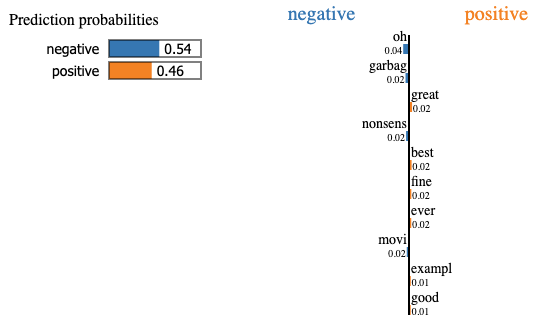 Prediction probabilities
negative 0.54
positive 0.46
negative positive
oh
0.04
garbag
0.02
great
0.02
nonsens
0.02
best
0.02
fine
0.02
ever
0.02
movi
0.02
exampl
0.01
good
0.01